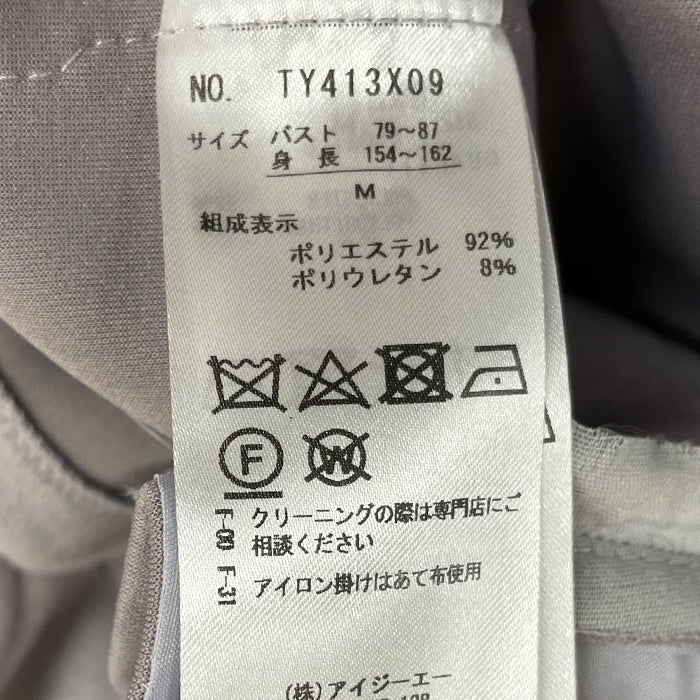 NO. TY413X09
サイズ バスト 79～87
身 長 154～162
M
組成表示
ポリエステル 92%
ポリウレタン 8%
F W
F-00 クリーニングの際は専門店にご
相談ください
F-31 アイロン掛けはあて布使用
(株)アイジーエー